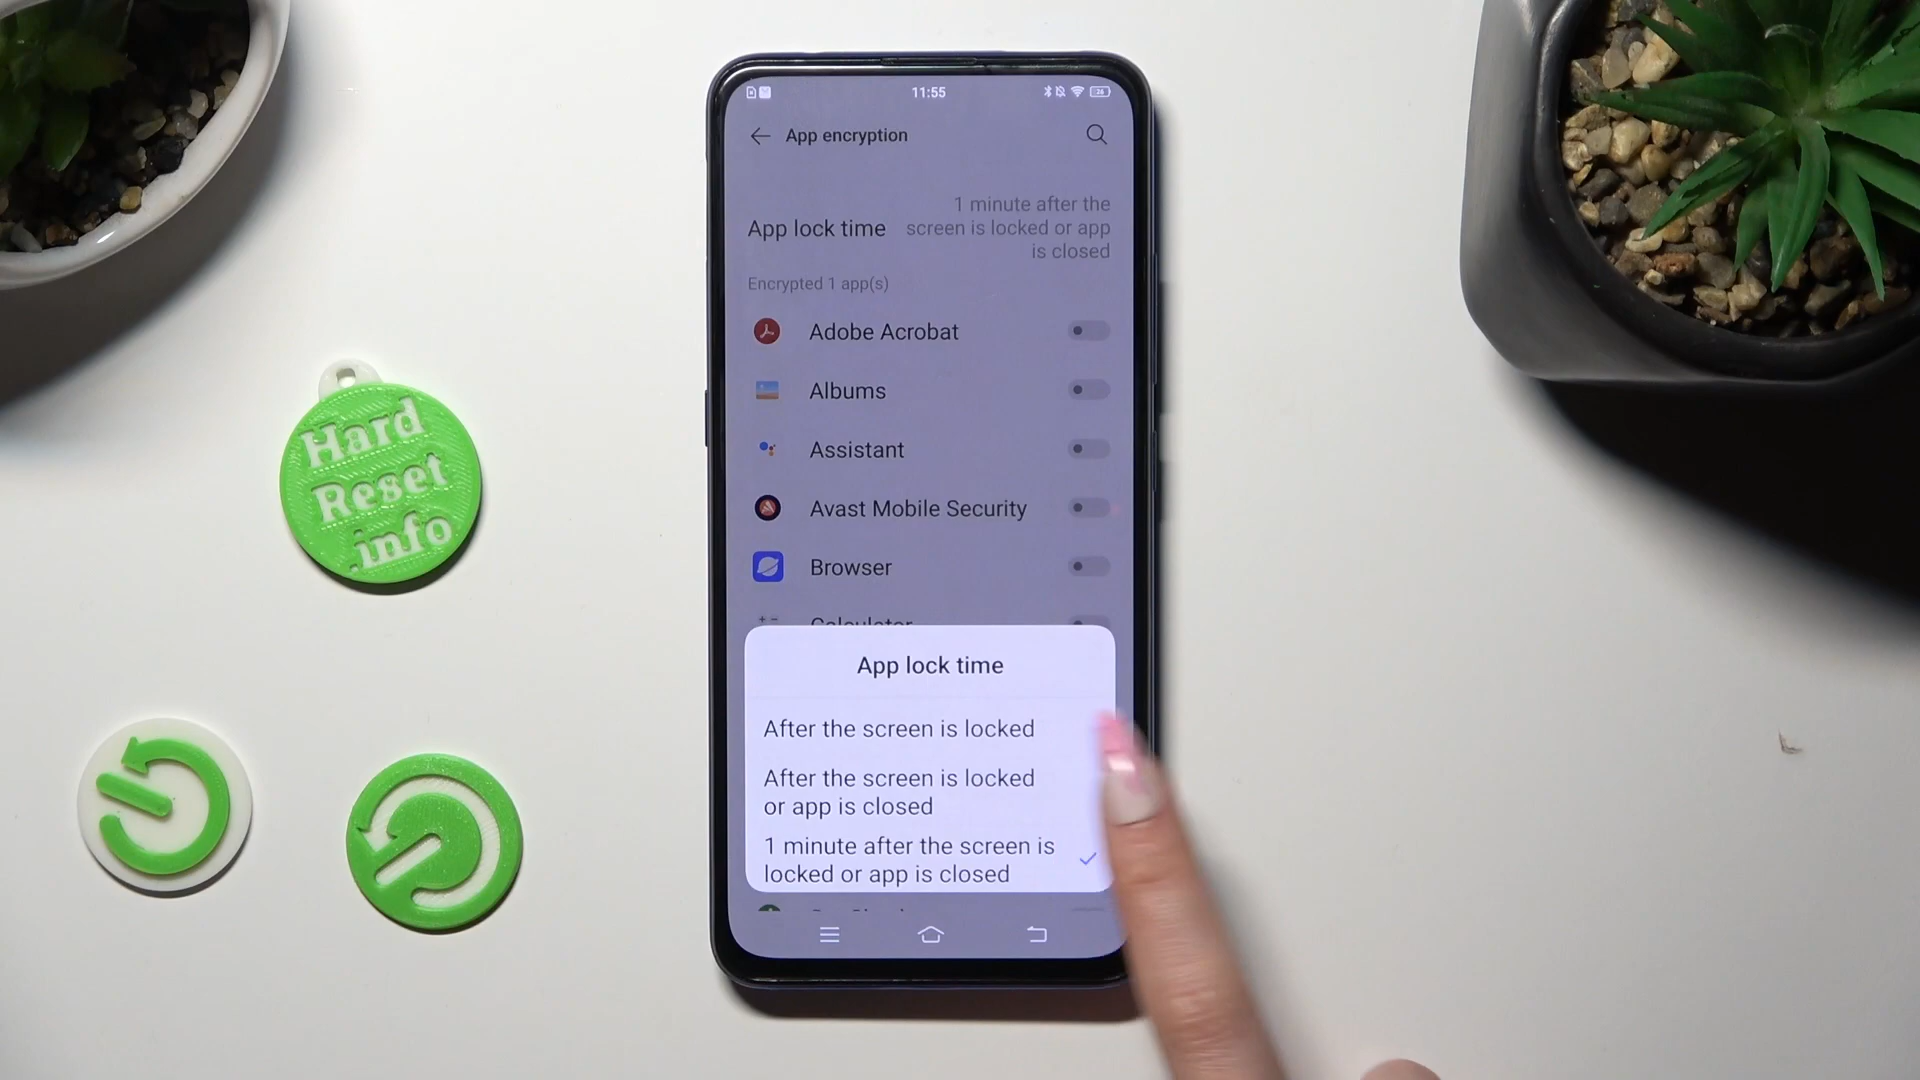 11:55
26
App encryption
1 minute after the
App lock time
screen is locked or app
is closed
Encrypted 1 app(s)
Adobe Acrobat
Albums
Assistant
Avast Mobile Security
Browser
Calculator
App lock time
After the screen is locked
After the screen is locked
or app is closed
1 minute after the screen is
locked or app is closed
Hard
Reset
.info